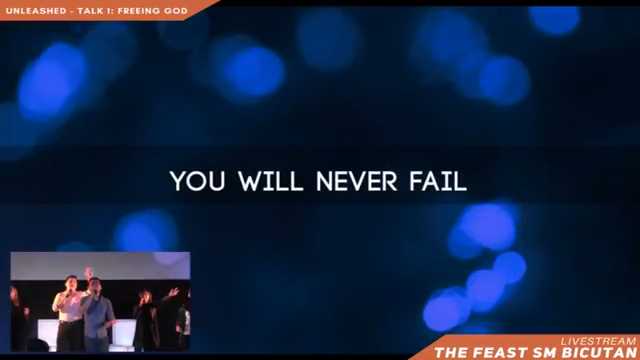 UNLEASHED - TALK 1: FREEING GOD
YOU WILL NEVER FAIL
LIVESTREAM
THE FEAST SM BICUTAN